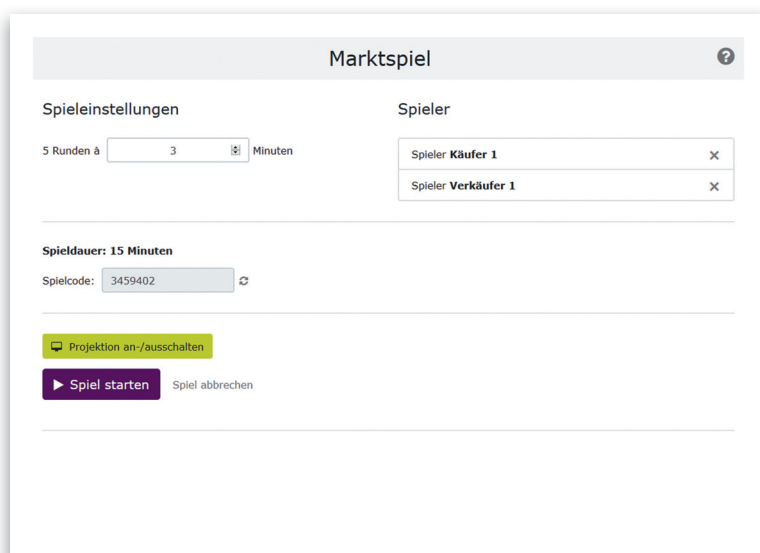 Marktspiel
Spieleinstellungen
5 Runden à 3 Minuten
Spieler
Spieler Käufer 1
Spieler Verkäufer 1
Spieldauer: 15 Minuten
Spielcode: 3459402
Projektion an-/ausschalten
Spiel starten Spiel abbrechen